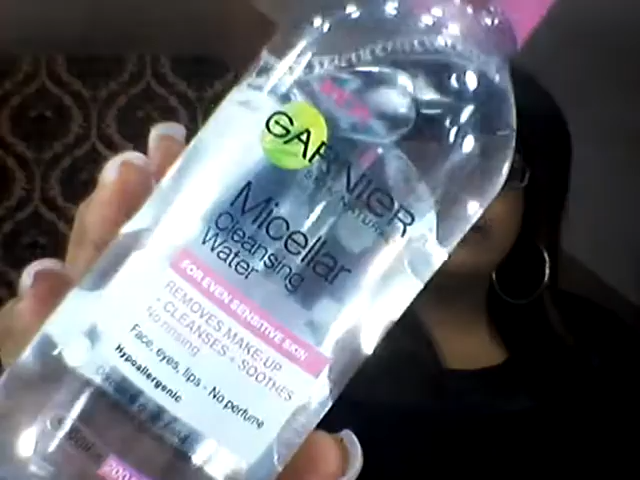 GARNIER
Micellar
Cleansing
Water
FOR EVEN SENSITIVE SKIN
REMOVES MAKE-UP
+ CLEANSES + SOOTHES
No rinsing
Face, eyes, lips - No perfume
Hypoallergenic
200